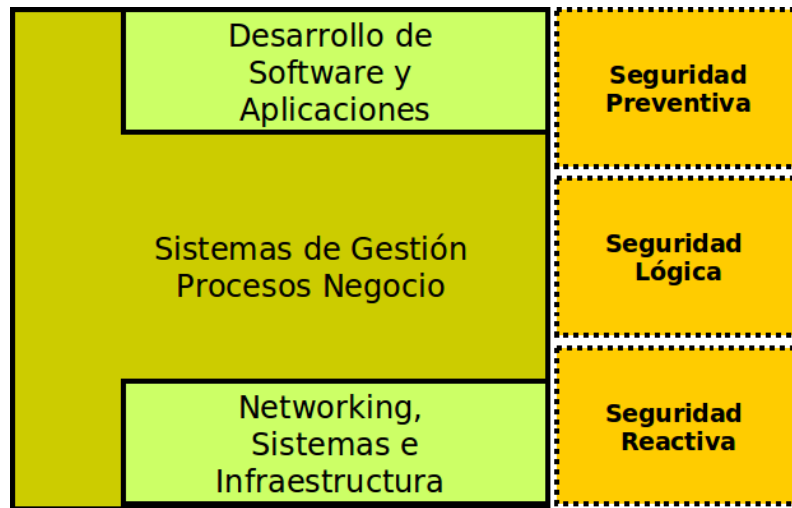 Desarrollo de
Software y
Aplicaciones
Seguridad
Preventiva
Sistemas de Gestión
Procesos Negocio
Seguridad
Lógica
Networking,
Sistemas e
Infraestructura
Seguridad
Reactiva